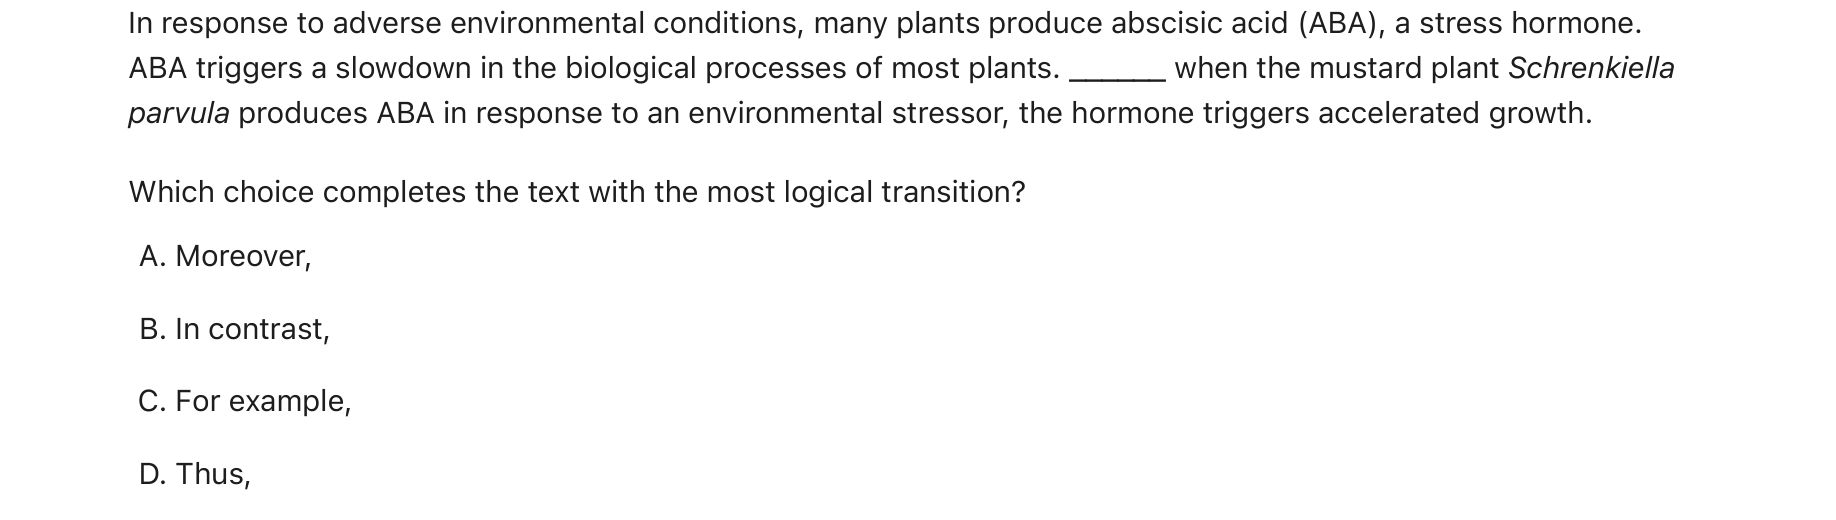 In response to adverse environmental conditions, many plants produce abscisic acid (ABA), a stress hormone.
ABA triggers a slowdown in the biological processes of most plants. ______ when the mustard plant Schrenkiella
parvula produces ABA in response to an environmental stressor, the hormone triggers accelerated growth.
Which choice completes the text with the most logical transition?
A. Moreover,
B. In contrast,
C. For example,
D. Thus,